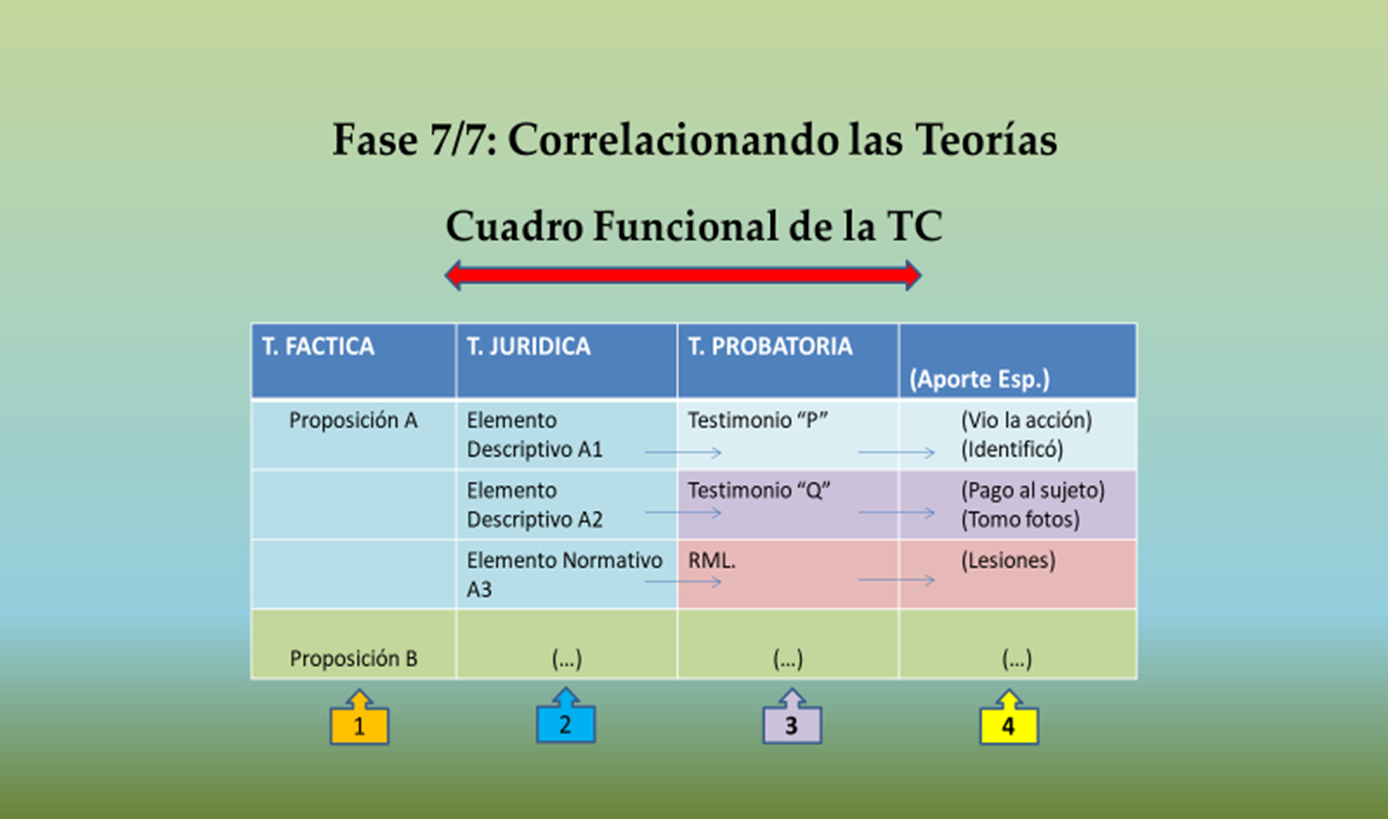 Fase 7/7: Correlacionando las Teorías
Cuadro Funcional de la TC
T. FACTICA
T. JURIDICA
T. PROBATORIA
(Aporte Esp.)
Proposición A
Elemento
Descriptivo A1
Testimonio “P”
(Vio la acción)
(Identificó)
Elemento
Descriptivo A2
Testimonio “Q”
(Pago al sujeto)
(Tomo fotos)
Elemento Normativo
A3
RML.
(Lesiones)
Proposición B
(...)
(...)
(...)
1
2
3
4